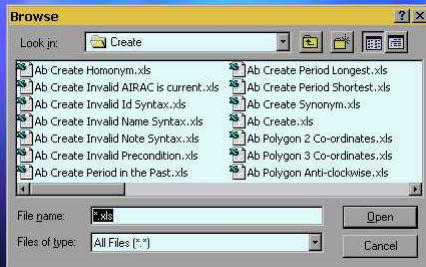 Browse
Look in: Create
Ab Create Homonym.xls
Ab Create Invalid AIRAC is current.xls
Ab Create Invalid Id Syntax.xls
Ab Create Invalid Name Syntax.xls
Ab Create Invalid Note Syntax.xls
Ab Create Invalid Precondition.xls
Ab Create Period in the Past.xls
Ab Create Period Longest.xls
Ab Create Period Shortest.xls
Ab Create Synonym.xls
Ab Create.xls
Ab Polygon 2 Co-ordinates.xls
Ab Polygon 3 Co-ordinates.xls
Ab Polygon Anti-clockwise.xls
File name: *.xls Open
Files of type: All Files (*.*) Cancel